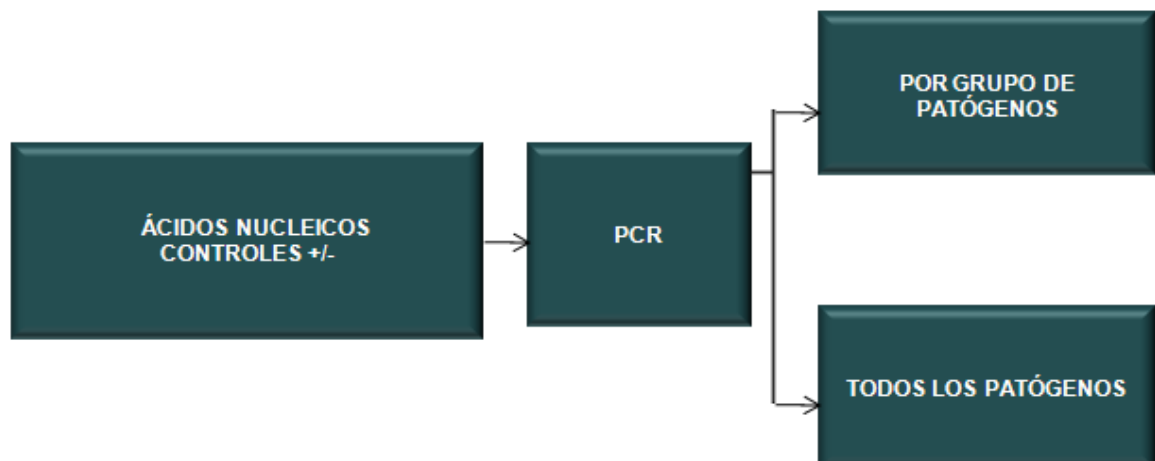 ÁCIDOS NUCLEICOS
CONTROLES +/-
PCR
POR GRUPO DE
PATÓGENOS
TODOS LOS PATÓGENOS